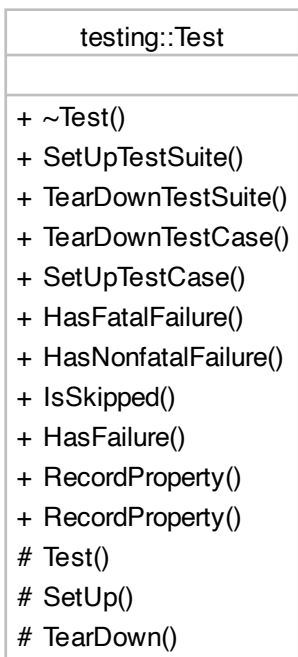 testing::Test
+ ~Test()
+ SetUpTestSuite()
+ TearDownTestSuite()
+ TearDownTestCase()
+ SetUpTestCase()
+ HasFatalFailure()
+ HasNonfatalFailure()
+ IsSkipped()
+ HasFailure()
+ RecordProperty()
+ RecordProperty()
# Test()
# SetUp()
# TearDown()